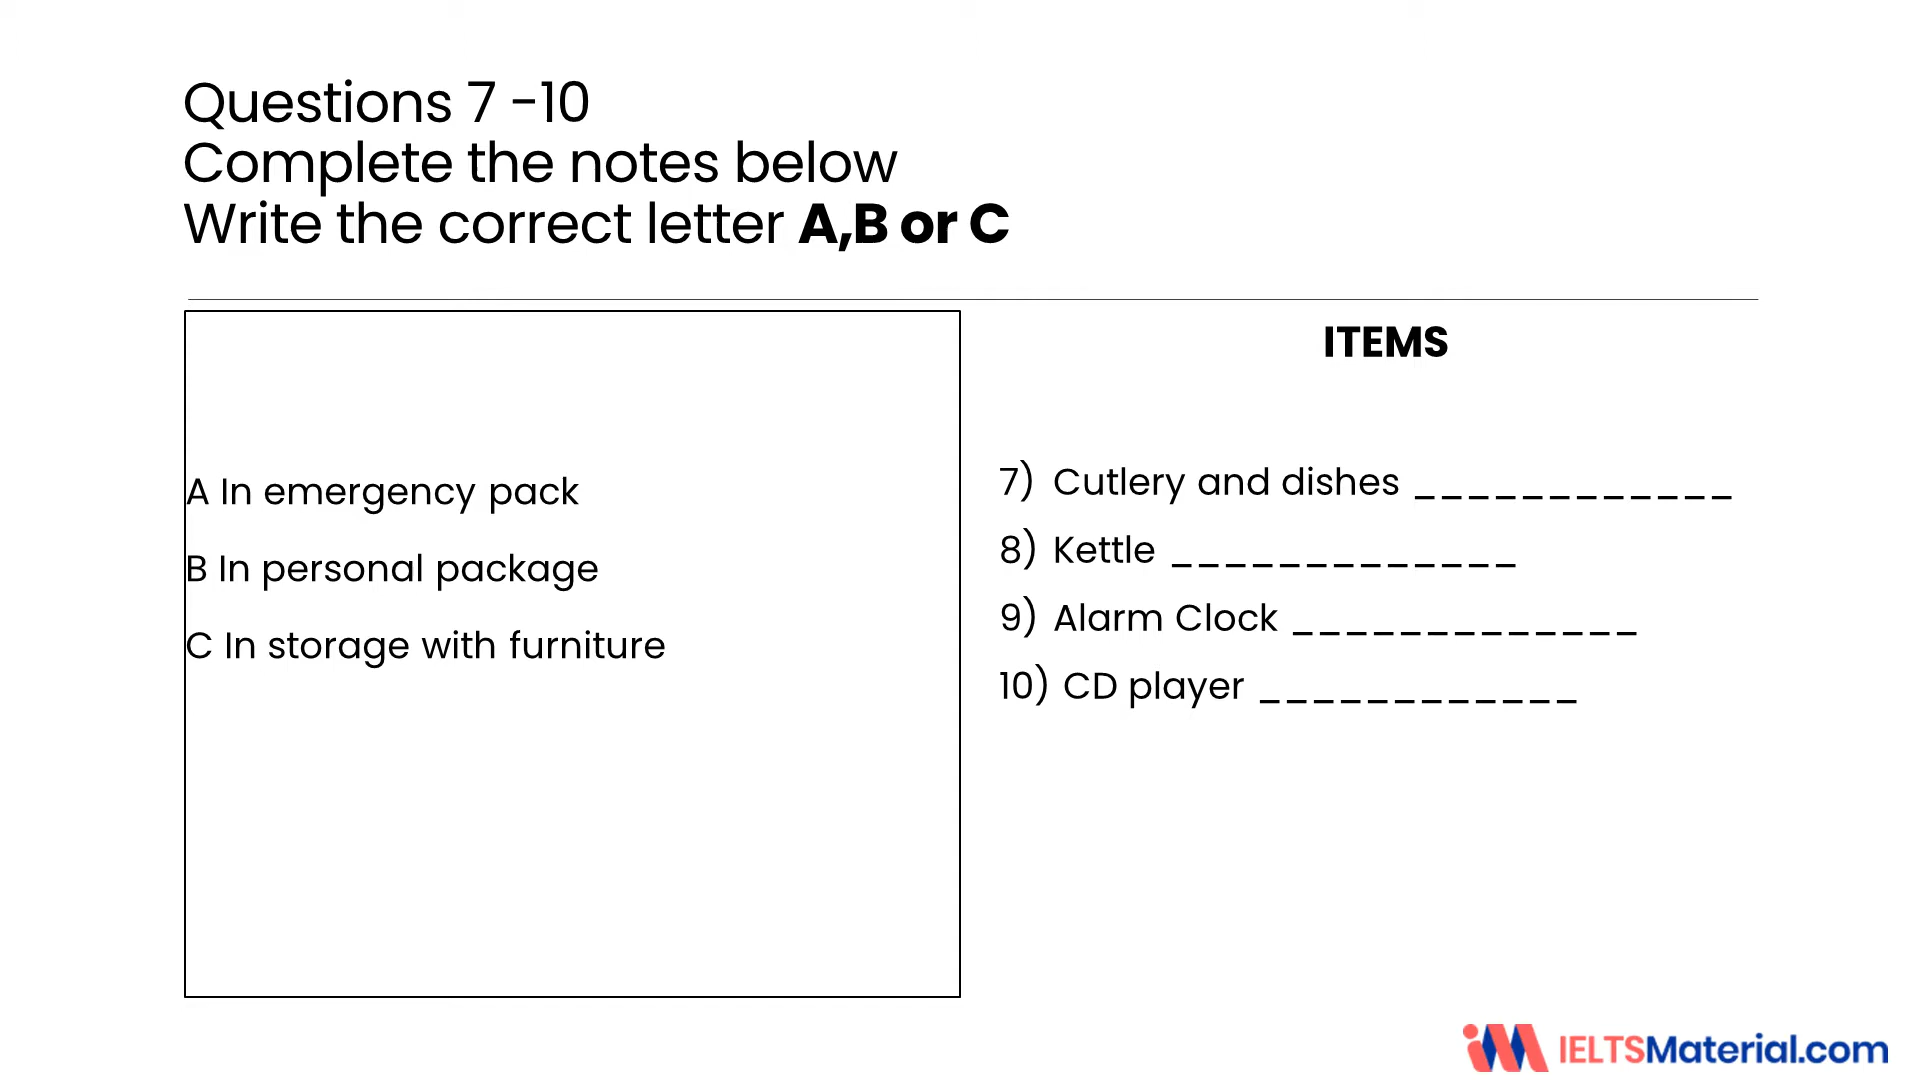 Questions 7 -10
Complete the notes below
Write the correct letter A,B or C
A In emergency pack
B In personal package
C In storage with furniture
ITEMS
7) Cutlery and dishes ____________
8) Kettle _____________
9) Alarm Clock _____________
10) CD player ____________
IELTSMaterial.com